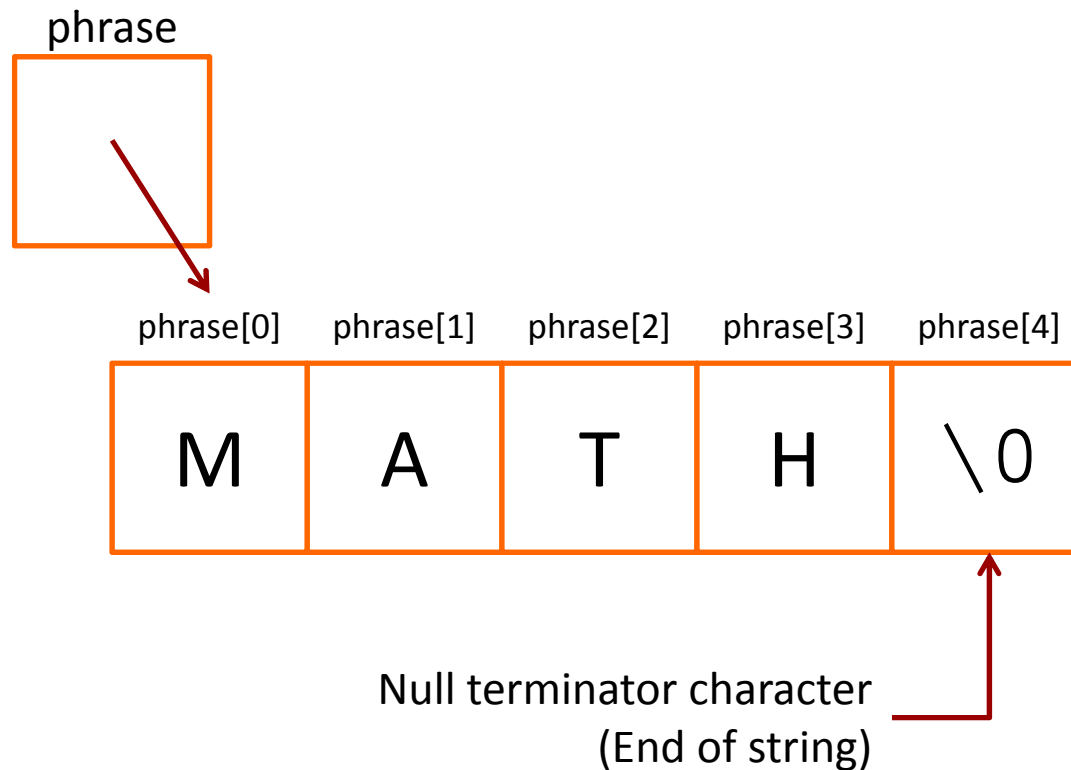 phrase
phrase[0] phrase[1] phrase[2] phrase[3] phrase[4]
M A T H \0
Null terminator character
(End of string)